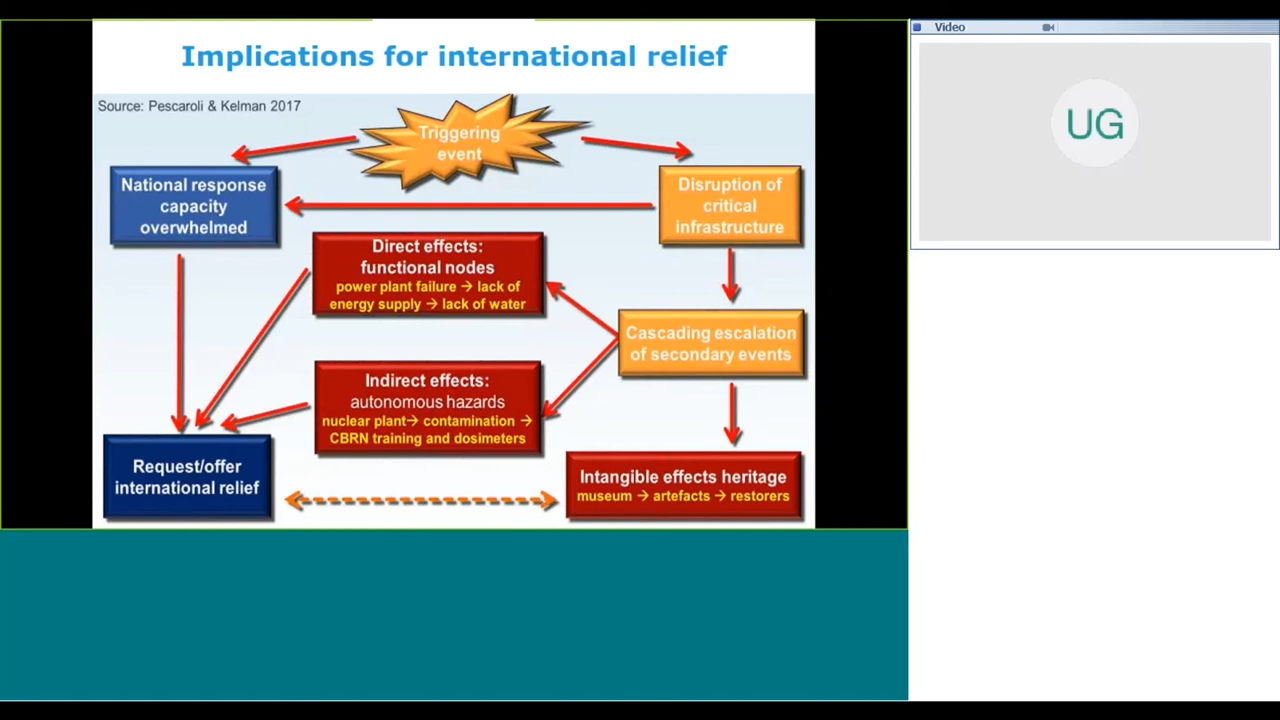 Implications for international relief
Source: Pescaroli & Kelman 2017
Triggering
event
National response
capacity
overwhelmed
Disruption of
critical
infrastructure
Direct effects:
functional nodes
power plant failure → lack of
energy supply → lack of water
Cascading escalation
of secondary events
Indirect effects:
autonomous hazards
nuclear plant→ contamination →
CBRN training and dosimeters
Request/offer
international relief
Intangible effects heritage
museum → artefacts → restorers
Video
UG